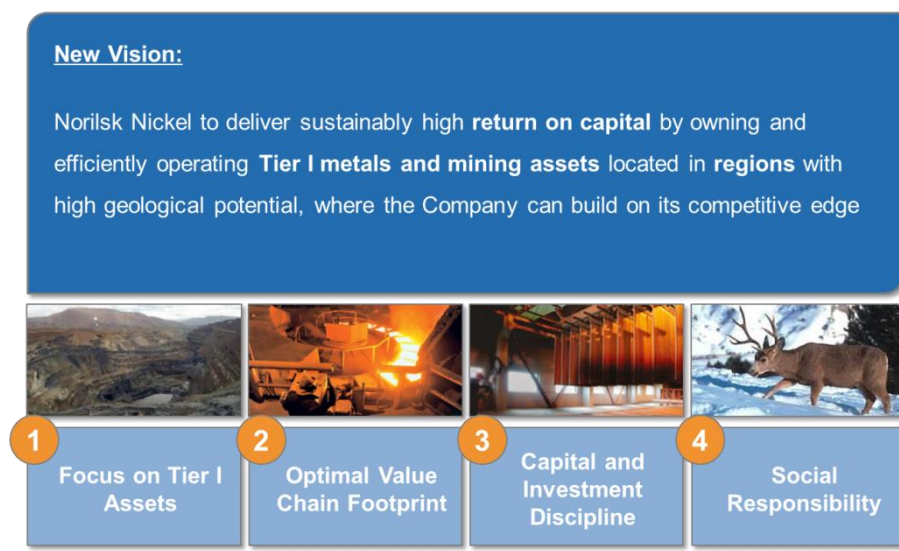 New Vision:
Norilsk Nickel to deliver sustainably high return on capital by owning and
efficiently operating Tier I metals and mining assets located in regions with
high geological potential, where the Company can build on its competitive edge
1
Focus on Tier I
Assets
2
Optimal Value
Chain Footprint
3
Capital and
Investment
Discipline
4
Social
Responsibility